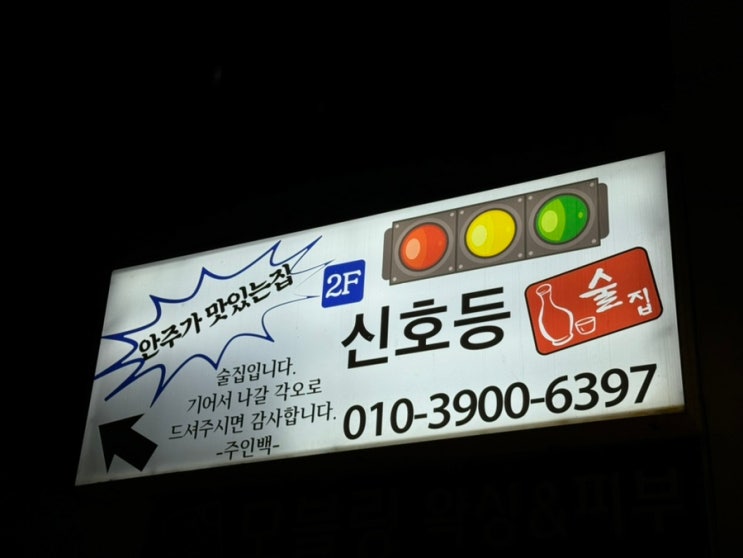 안주가 맛있는집
2F
신호등
술집
술집입니다.
기어서 나갈 각오로
드셔주시면 감사합니다.
-주인백-
010-3900-6397